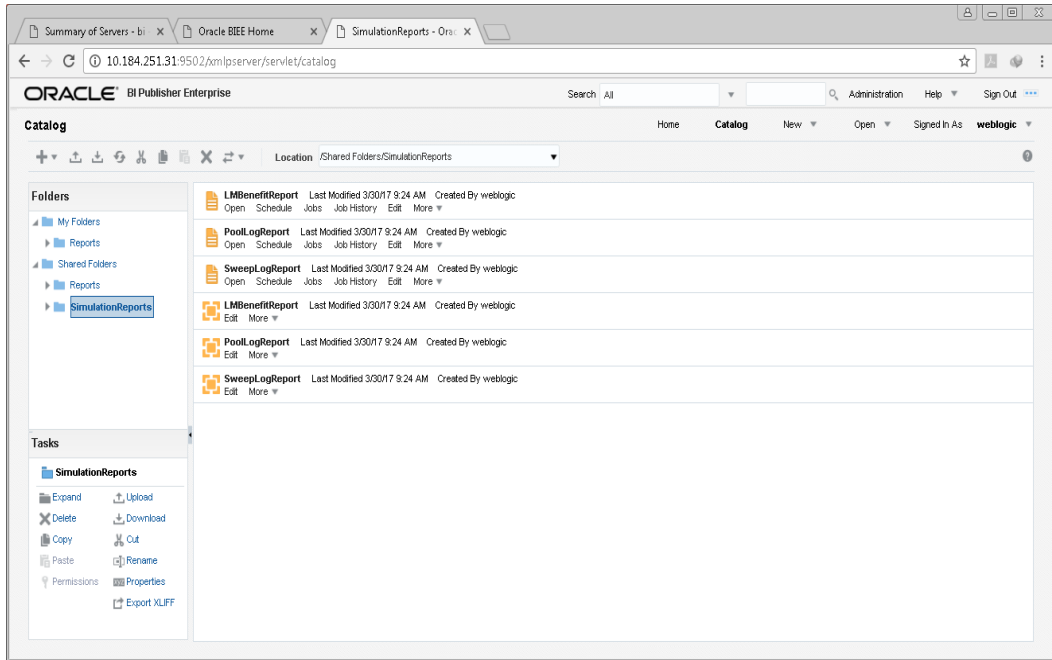 Summary of Servers - bi - x
Oracle BIEE Home x
SimulationReports - Orac x
10.184.251.31:9502/xmlpserver/servlet/catalog
ORACLE BI Publisher Enterprise
Search All
Administration Help Sign Out
Catalog
Home Catalog New Open Signed In As weblogic
Location /Shared Folders/SimulationReports
Folders
My Folders
Reports
Shared Folders
Reports
SimulationReports
LMBenefitReport Last Modified 3/30/17 9:24 AM Created By weblogic
Open Schedule Jobs Job History Edit More
PoolLogReport Last Modified 3/30/17 9:24 AM Created By weblogic
Open Schedule Jobs Job History Edit More
SweepLogReport Last Modified 3/30/17 9:24 AM Created By weblogic
Open Schedule Jobs Job History Edit More
LMBenefitReport Last Modified 3/30/17 9:24 AM Created By weblogic
Edit More
PoolLogReport Last Modified 3/30/17 9:24 AM Created By weblogic
Edit More
SweepLogReport Last Modified 3/30/17 9:24 AM Created By weblogic
Edit More
Tasks
SimulationReports
Expand Upload
Delete Download
Copy Cut
Paste Rename
Permissions Properties
Export XLIFF